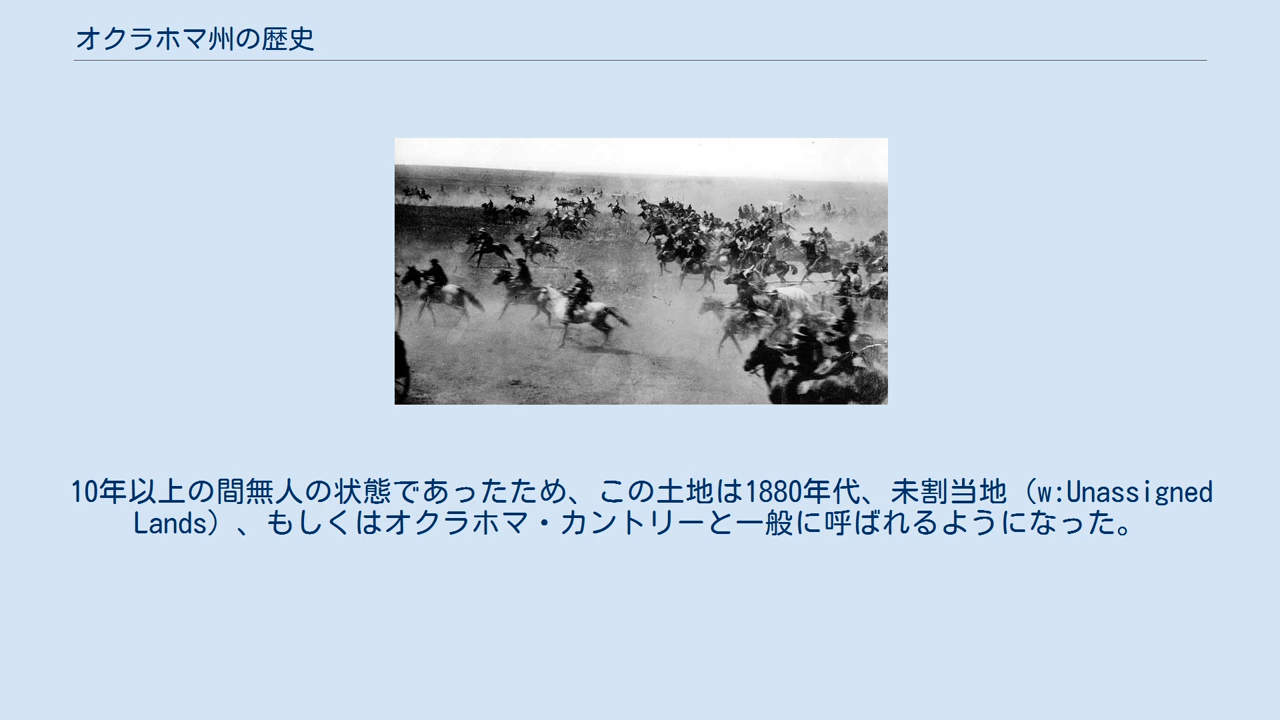 オクラホマ州の歴史
10年以上の間無人の状態であったため、この土地は1880年代、未割当地（w:Unassigned
Lands）、もしくはオクラホマ・カントリーと一般に呼ばれるようになった。